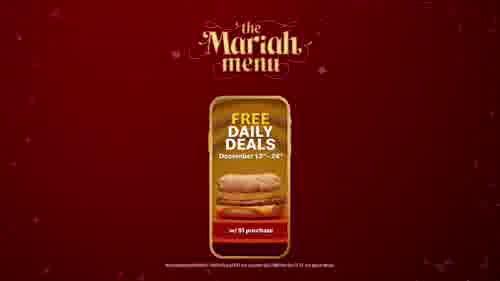 the
Mariah
menu
FREE
DAILY
DEALS
December 13th-24th
w/ $1 purchase